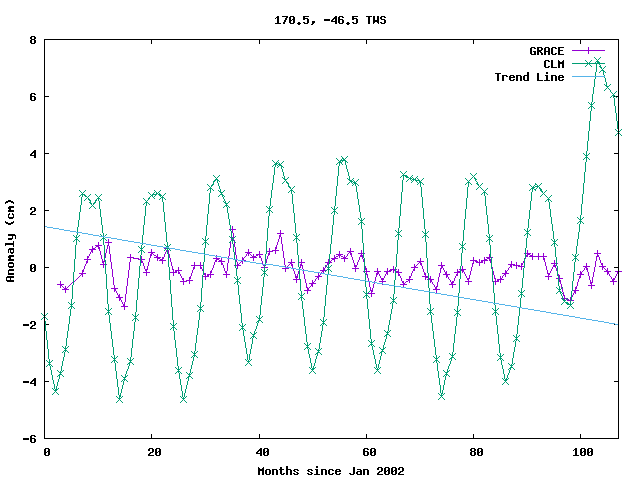 170.5, -46.5 TWS
GRACE
CLM
Trend Line
8
6
4
2
0
-2
-4
-6
Anomaly (cm)
0 20 40 60 80 100
Months since Jan 2002